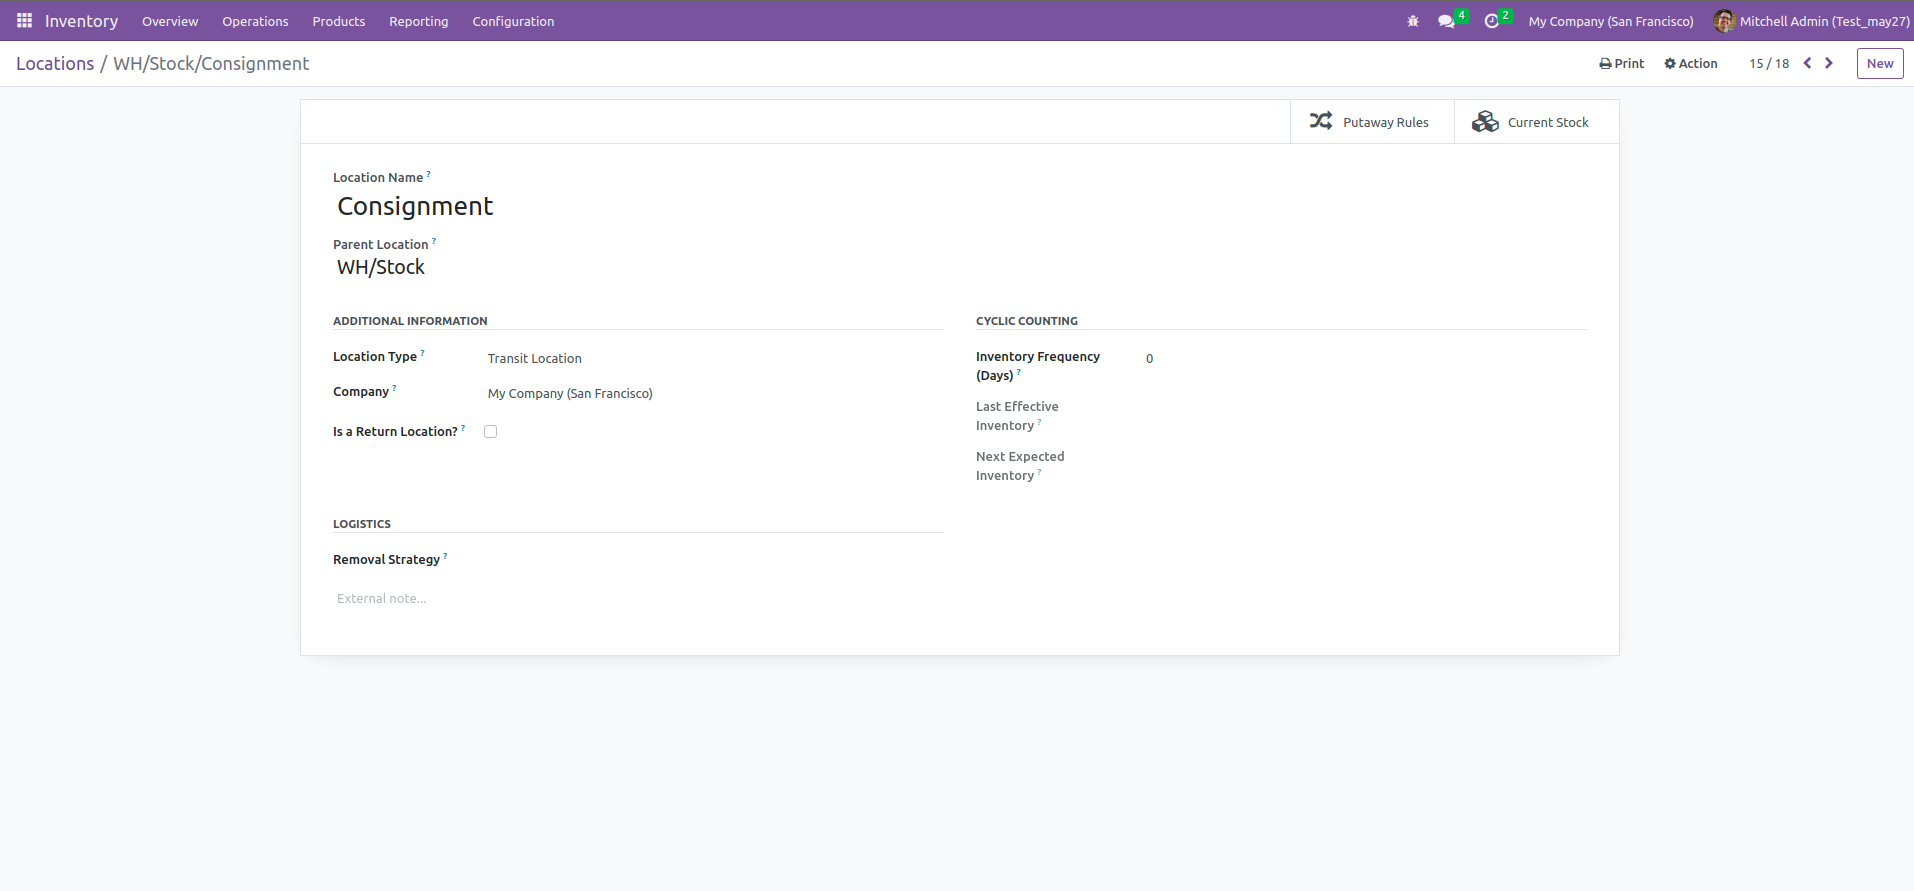 Inventory Overview Operations Products Reporting Configuration 4 2 My Company (San Francisco) Mitchell Admin (Test_may27)
Locations / WH/Stock/Consignment Print Action 15 / 18 New
Putaway Rules Current Stock
Location Name ?
Consignment
Parent Location ?
WH/Stock
ADDITIONAL INFORMATION
Location Type ? Transit Location
Company ? My Company (San Francisco)
Is a Return Location? ?
CYCLIC COUNTING
Inventory Frequency 0
(Days) ?
Last Effective
Inventory ?
Next Expected
Inventory ?
LOGISTICS
Removal Strategy ?
External note...